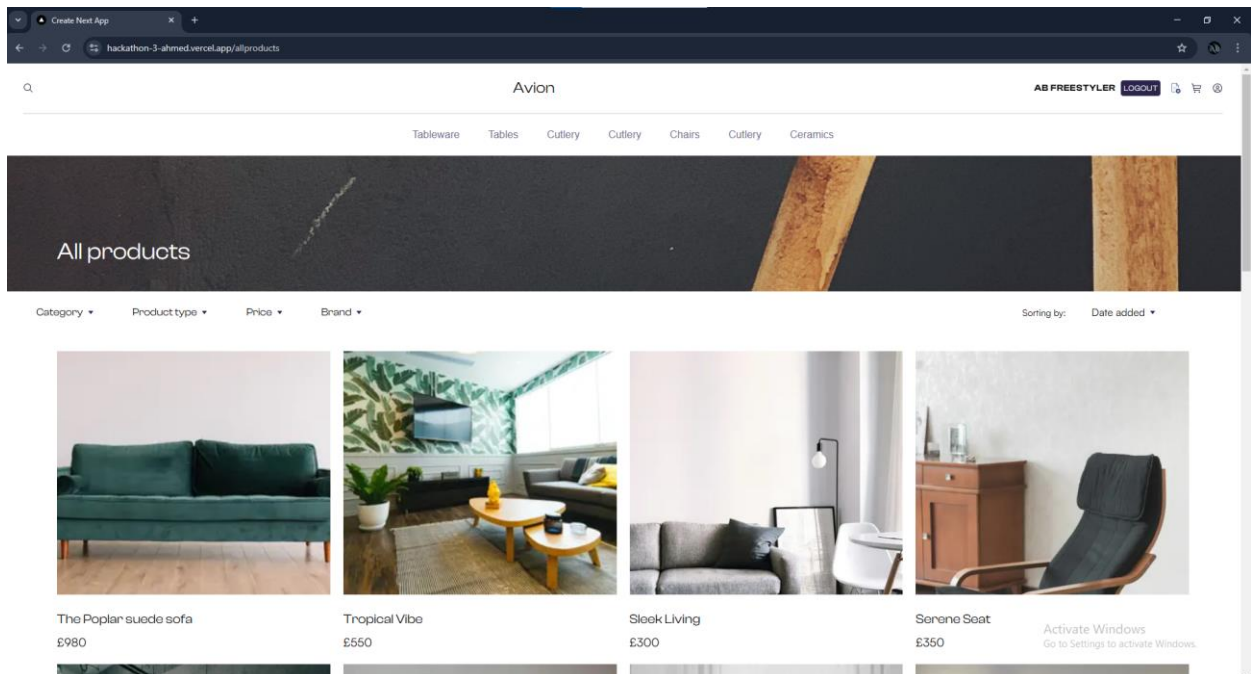 Create Next App
hackathon-3-ahmed.vercel.app/allproducts
Avion
AB FREESTYLER LOGOUT
Tableware Tables Cutlery Cutlery Chairs Cutlery Ceramics
All products
Category Product type Price Brand Sorting by: Date added
The Poplar suede sofa Tropical Vibe Sleek Living Serene Seat
£980 £550 £300 £350
Activate Windows
Go to Settings to activate Windows.